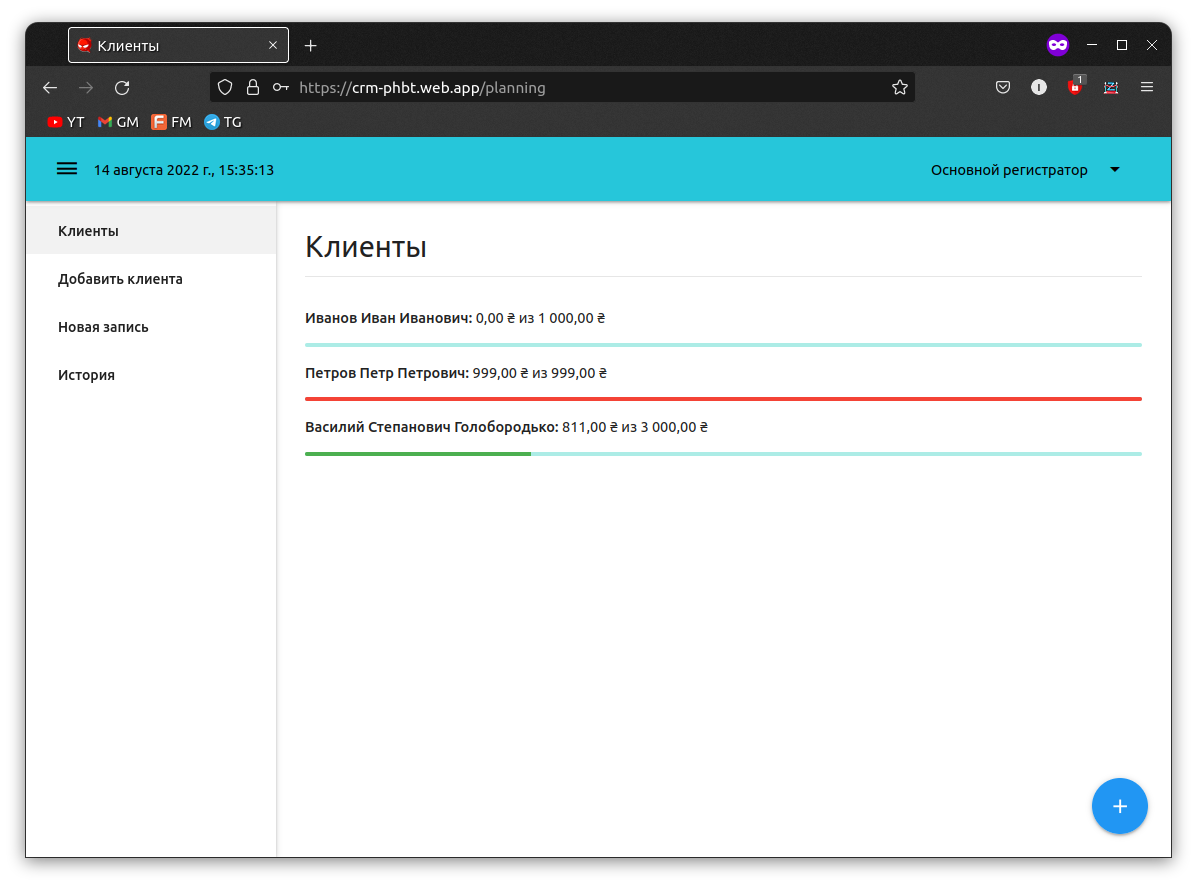 Клиенты
https://crm-phbt.web.app/planning
1
YT GM FM TG
14 августа 2022 г., 15:35:13
Основной регистратор
Клиенты
Добавить клиента
Новая запись
История
Клиенты
Иванов Иван Иванович: 0,00 ₴ из 1 000,00 ₴
Петров Петр Петрович: 999,00 ₴ из 999,00 ₴
Василий Степанович Голобородько: 811,00 ₴ из 3 000,00 ₴